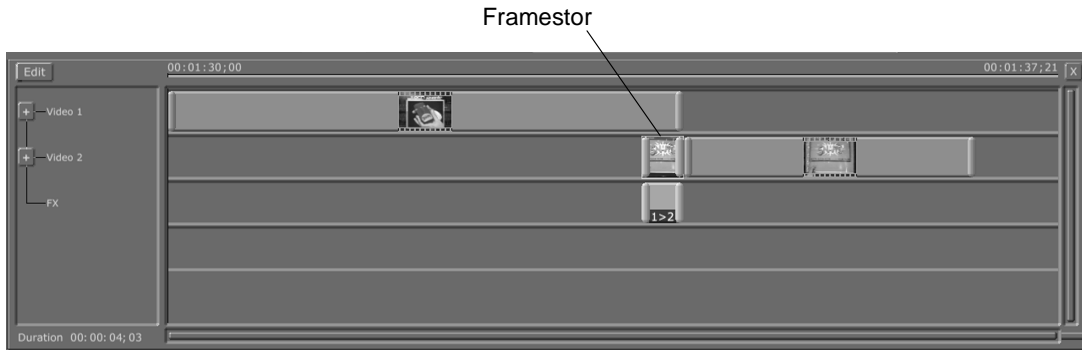 Framestor
Edit
00:01:30;00
00:01:37;21
X
+ Video 1
+ Video 2
FX
1>2
Duration 00:00:04;03